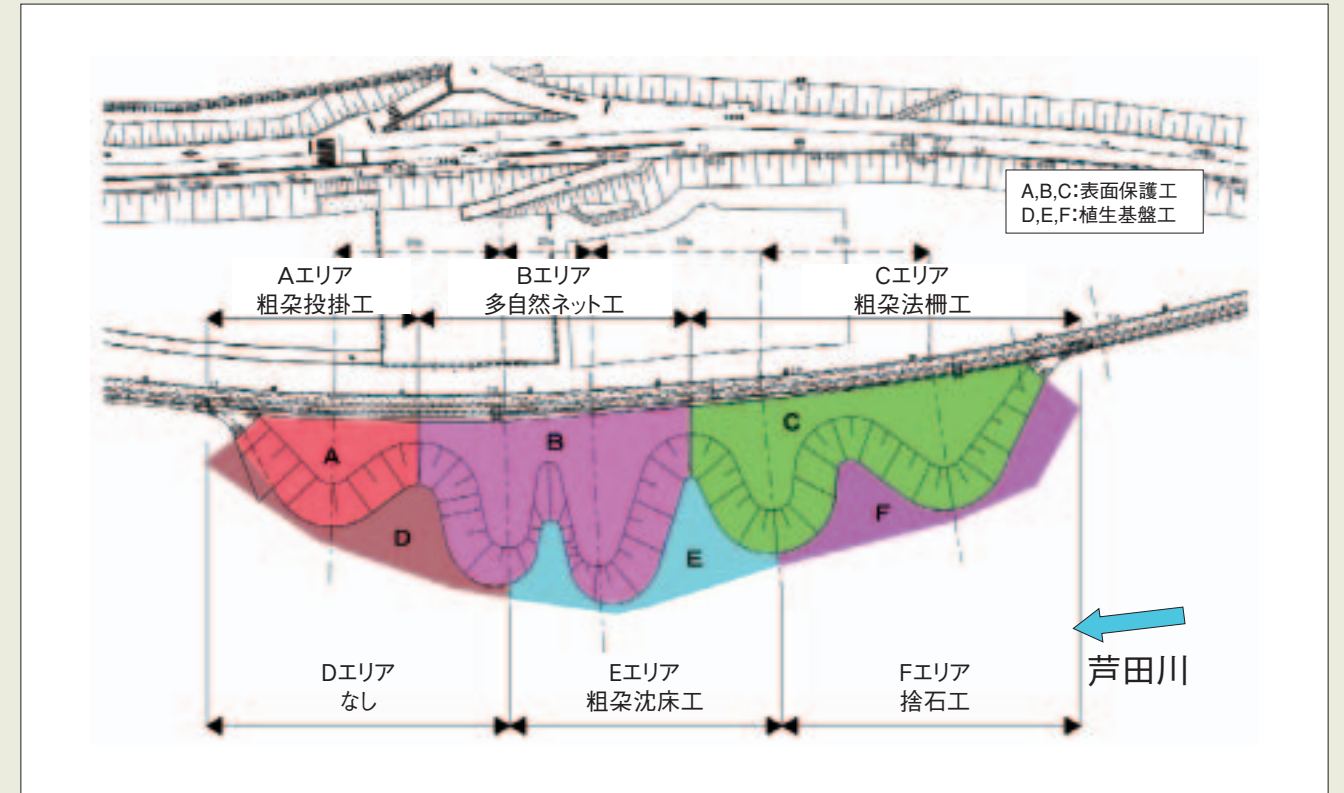 A,B,C:表面保護工
D,E,F:植生基盤工
Aエリア
粗朶投掛工
Bエリア
多自然ネット工
Cエリア
粗朶法柵工
A
B
C
D
E
F
Dエリア
なし
Eエリア
粗朶沈床工
Fエリア
捨石工
芦田川